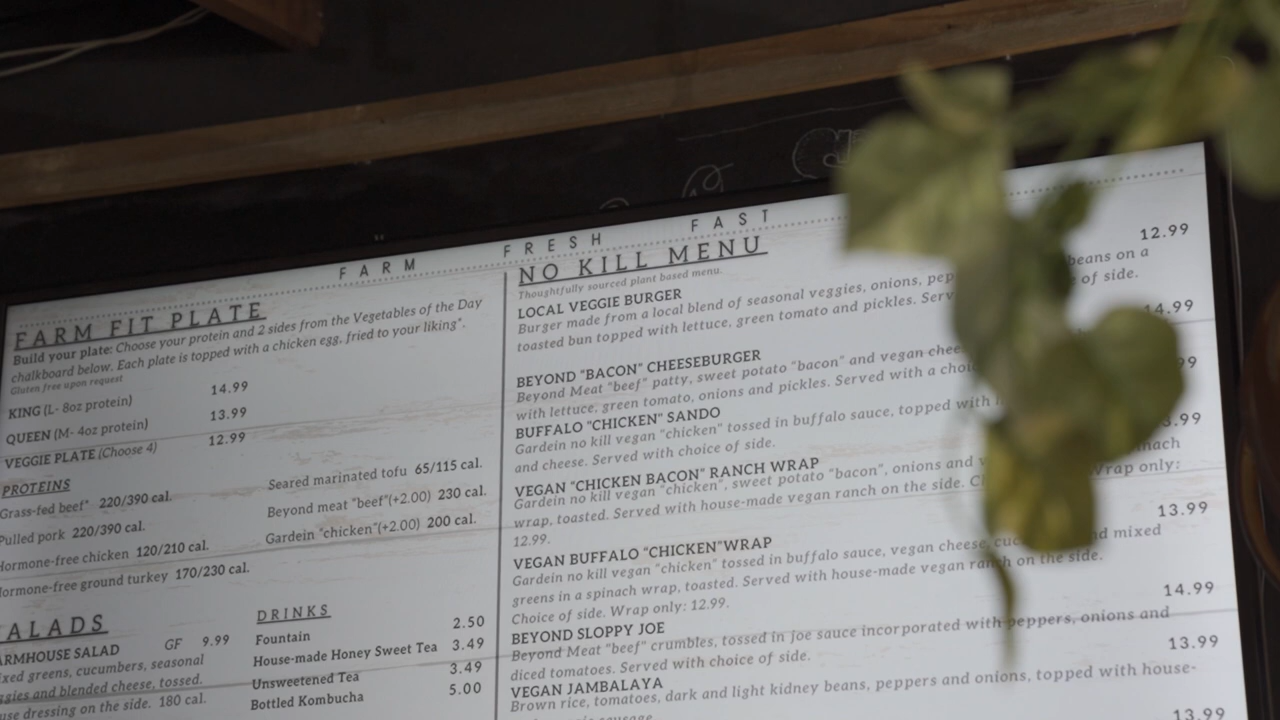 FARM FRESH FAST
FARM FIT PLATE
Build your plate: Choose your protein and 2 sides from the Vegetables of the Day
chalkboard below. Each plate is topped with a chicken egg, fried to your liking*.
Gluten free upon request
KING (L- 8oz protein) 14.99
QUEEN (M- 4oz protein) 13.99
VEGGIE PLATE (Choose 4) 12.99
PROTEINS
Grass-fed beef* 220/390 cal.
Pulled pork 220/390 cal.
Hormone-free chicken 120/210 cal.
Hormone-free ground turkey 170/230 cal.
Seared marinated tofu 65/115 cal.
Beyond meat "beef"(+2.00) 230 cal.
Gardein "chicken"(+2.00) 200 cal.
ALADS
ARMHOUSE SALAD GF 9.99
ixed greens, cucumbers, seasonal
ggies and blended cheese, tossed.
use dressing on the side. 180 cal.
DRINKS
Fountain 2.50
House-made Honey Sweet Tea 3.49
Unsweetened Tea 3.49
Bottled Kombucha 5.00
NO KILL MENU
Thoughtfully sourced plant based menu.
LOCAL VEGGIE BURGER 12.99
Burger made from a local blend of seasonal veggies, onions, pep beans on a
toasted bun topped with lettuce, green tomato and pickles. Serv of side.
BEYOND "BACON" CHEESEBURGER 14.99
Beyond Meat "beef" patty, sweet potato "bacon" and vegan chee
with lettuce, green tomato, onions and pickles. Served with a choi
BUFFALO "CHICKEN" SANDO 99
Gardein no kill vegan "chicken" tossed in buffalo sauce, topped with
and cheese. Served with choice of side.
VEGAN "CHICKEN BACON" RANCH WRAP 3.99
Gardein no kill vegan "chicken", sweet potato "bacon", onions and nach
wrap, toasted. Served with house-made vegan ranch on the side. Wrap only:
12.99.
VEGAN BUFFALO "CHICKEN"WRAP 13.99
Gardein no kill vegan "chicken" tossed in buffalo sauce, vegan cheese, cuc nd mixed
greens in a spinach wrap, toasted. Served with house-made vegan ranch on the side.
Choice of side. Wrap only: 12.99.
BEYOND SLOPPY JOE 14.99
Beyond Meat "beef" crumbles, tossed in joe sauce incorporated with peppers, onions and
diced tomatoes. Served with choice of side.
VEGAN JAMBALAYA 13.99
Brown rice, tomatoes, dark and light kidney beans, peppers and onions, topped with house-
sausage.
13.99